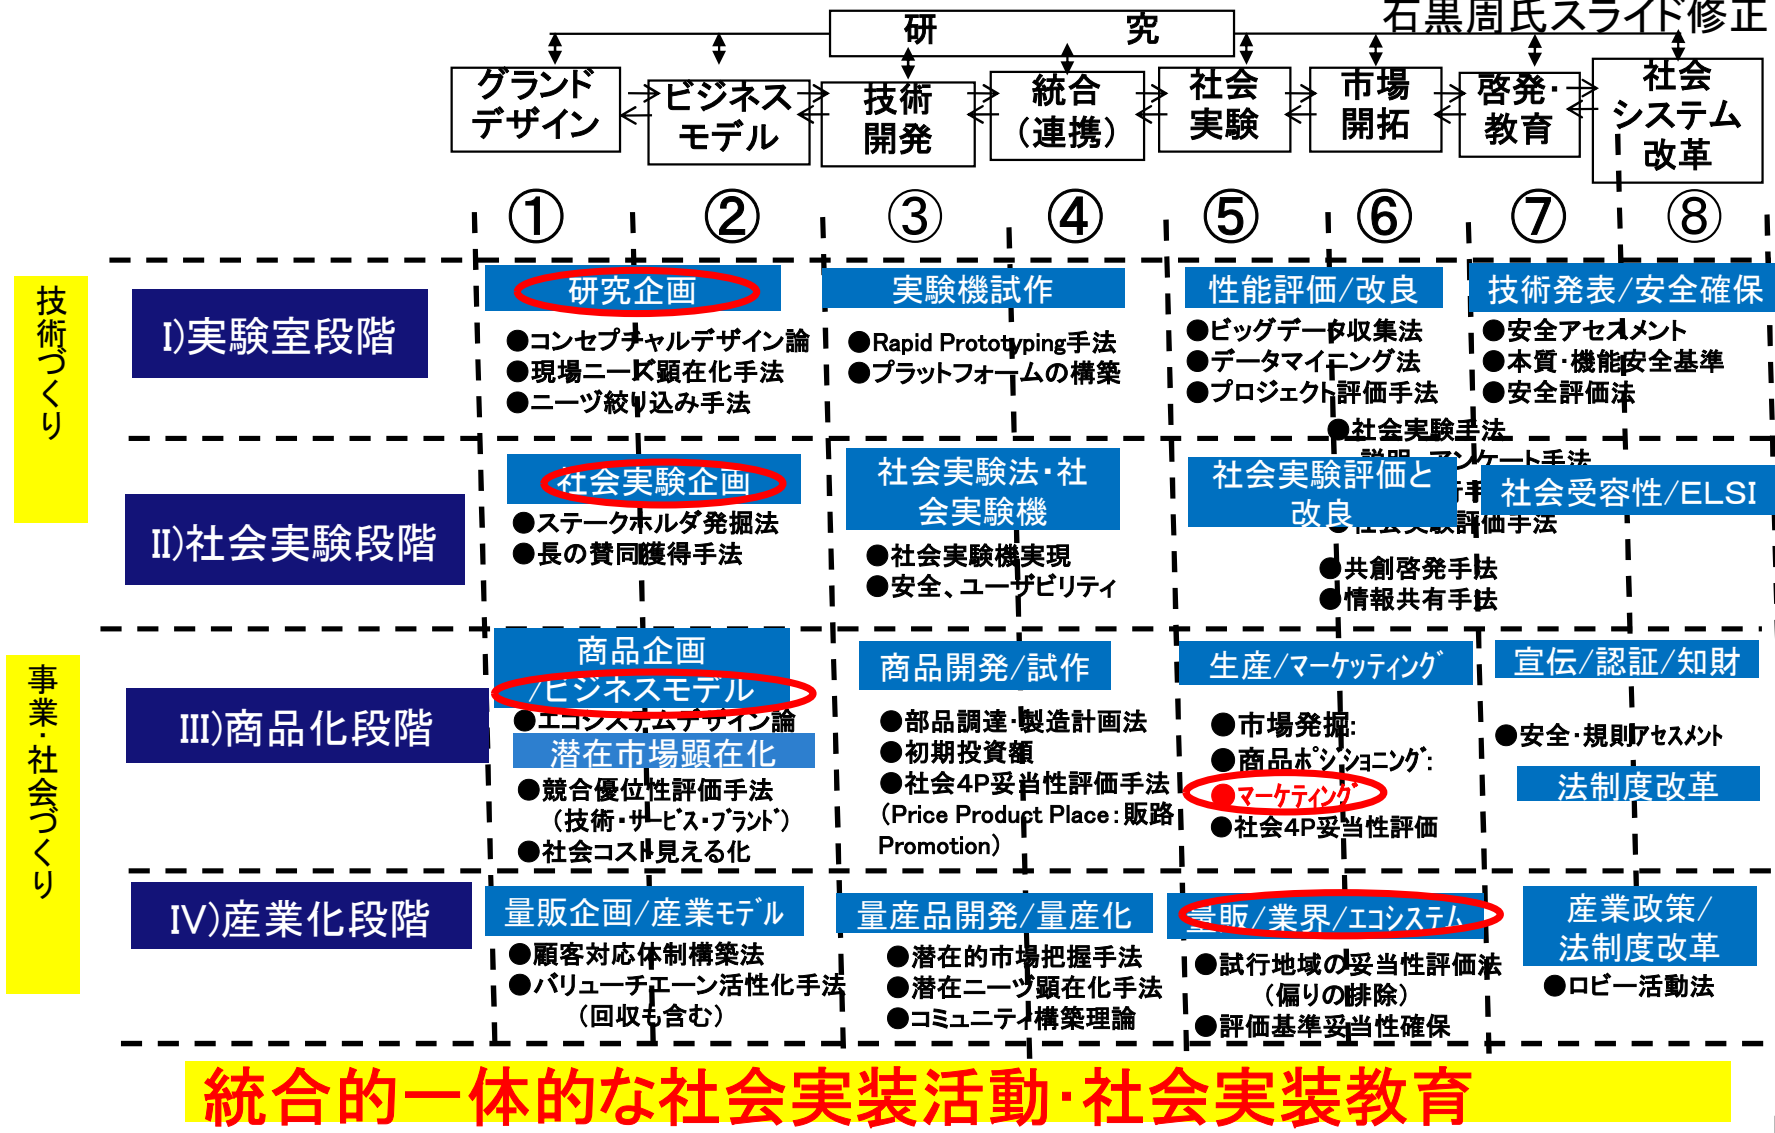 石黒周氏スライド修正
研　究
グランド
デザイン
ビジネス
モデル
技術
開発
統合
（連携）
社会
実験
市場
開拓
啓発・
教育
社会
システム
改革
① ② ③ ④ ⑤ ⑥ ⑦ ⑧
技術づくり
I)実験室段階
研究企画
●コンセプチャルデザイン論
●現場ニーズ顕在化手法
●ニーヅ絞り込み手法
実験機試作
●Rapid Prototyping手法
●プラットフォームの構築
性能評価/改良
●ビッグデータ収集法
●データマイニング法
●プロジェクト評価手法
技術発表/安全確保
●安全アセスメント
●本質・機能安全基準
●安全評価法
●社会実験手法
アンケート手法
II)社会実験段階
社会実験企画
●ステークホルダ発掘法
●長の賛同獲得手法
社会実験法・社
会実験機
●社会実験機実現
●安全、ユーザビリティ
社会実験評価と
改良
●社会実験評価手法
●共創啓発手法
●情報共有手法
社会受容性/ELSI
事業・社会づくり
III)商品化段階
商品企画
/ビジネスモデル
●エコシステムデザイン論
潜在市場顕在化
●競合優位性評価手法
（技術・ｻｰﾋﾞｽ・ﾌﾞﾗﾝﾄﾞ）
●社会コスト見える化
商品開発/試作
●部品調達・製造計画法
●初期投資額
●社会4P妥当性評価手法
（Price Product Place：販路
Promotion）
生産/ﾏｰｹｯﾃｨﾝｸﾞ
●市場発掘:
●商品ﾎﾟｼﾞｼｮﾆﾝｸﾞ:
●ﾏｰｹﾃｨﾝｸﾞ
●社会4P妥当性評価
宣伝/認証/知財
●安全・規則ｱｾｽﾒﾝﾄ
法制度改革
IV)産業化段階
量販企画/産業ﾓﾃﾞﾙ
●顧客対応体制構築法
●バリューチエーン活性化手法
（回収も含む）
量産品開発/量産化
●潜在的市場把握手法
●潜在ニーヅ顕在化手法
●コミュニティ構築理論
量販/業界/ｴｺｼｽﾃﾑ
●試行地域の妥当性評価法
（偏りの排除）
●評価基準妥当性確保
産業政策/
法制度改革
●ロビー活動法
統合的一体的な社会実装活動・社会実装教育